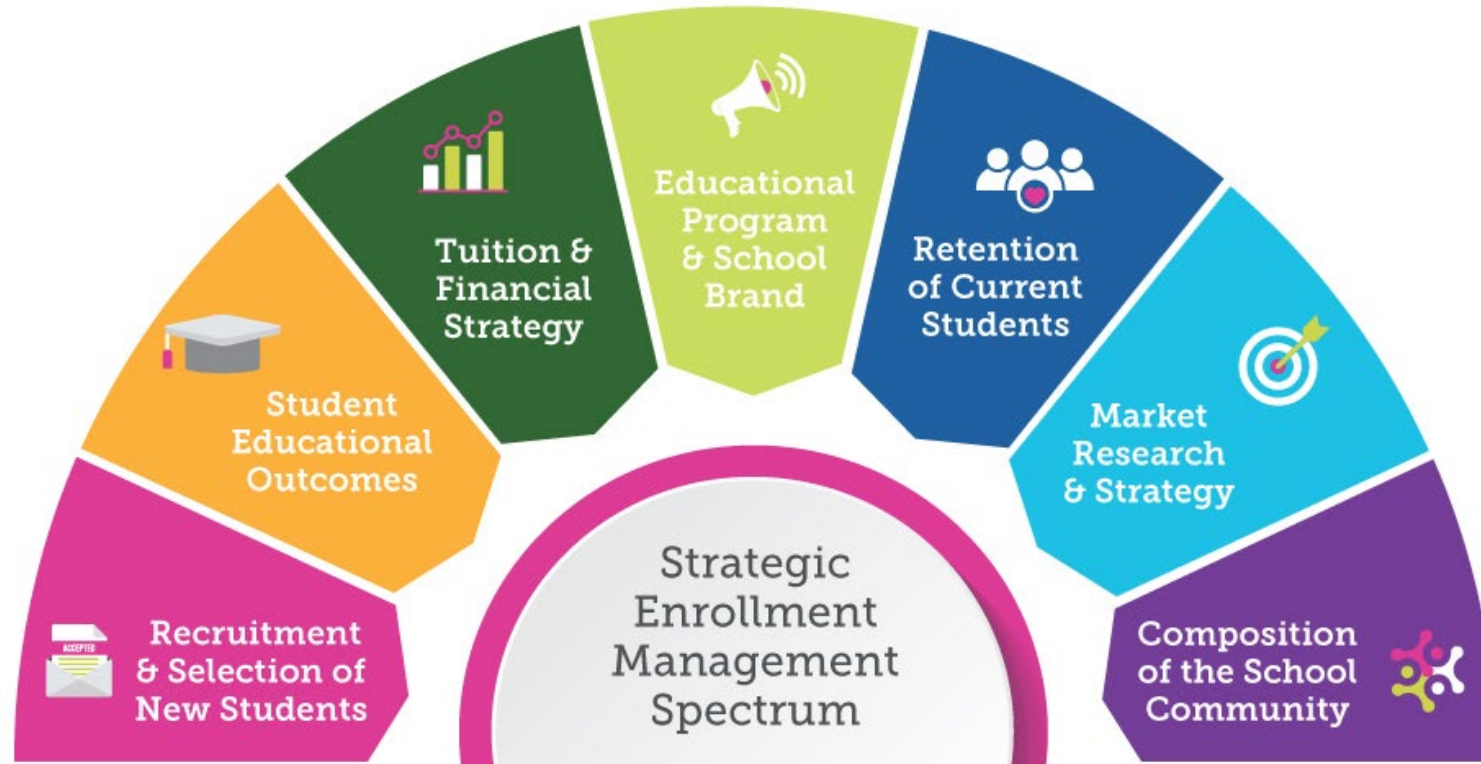 Educational
Program
& School
Brand
Tuition &
Financial
Strategy
Retention
of Current
Students
Student
Educational
Outcomes
Market
Research
& Strategy
ACCEPTED
Recruitment
& Selection of
New Students
Strategic
Enrollment
Management
Spectrum
Composition
of the School
Community